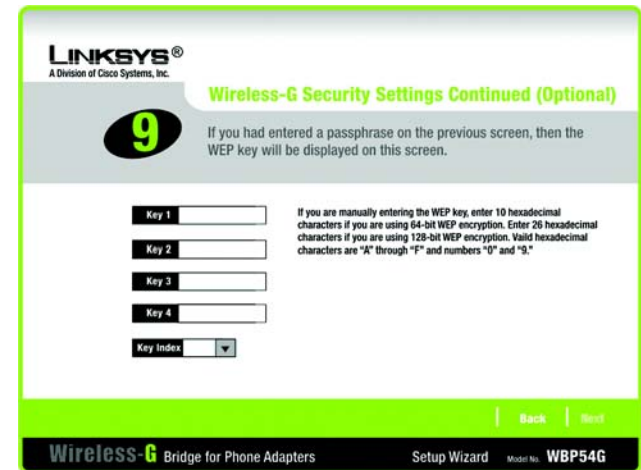 LINKSYS®
A Division of Cisco Systems, Inc.
Wireless-G Security Settings Continued (Optional)
9
If you had entered a passphrase on the previous screen, then the
WEP key will be displayed on this screen.
Key 1
If you are manually entering the WEP key, enter 10 hexadecimal
characters if you are using 64-bit WEP encryption. Enter 26 hexadecimal
characters if you are using 128-bit WEP encryption. Vaild hexadecimal
characters are “A” through “F” and numbers “0” and “9.”
Key 2
Key 3
Key 4
Key Index
Back
Next
Wireless-G Bridge for Phone Adapters
Setup Wizard
Model No. WBP54G